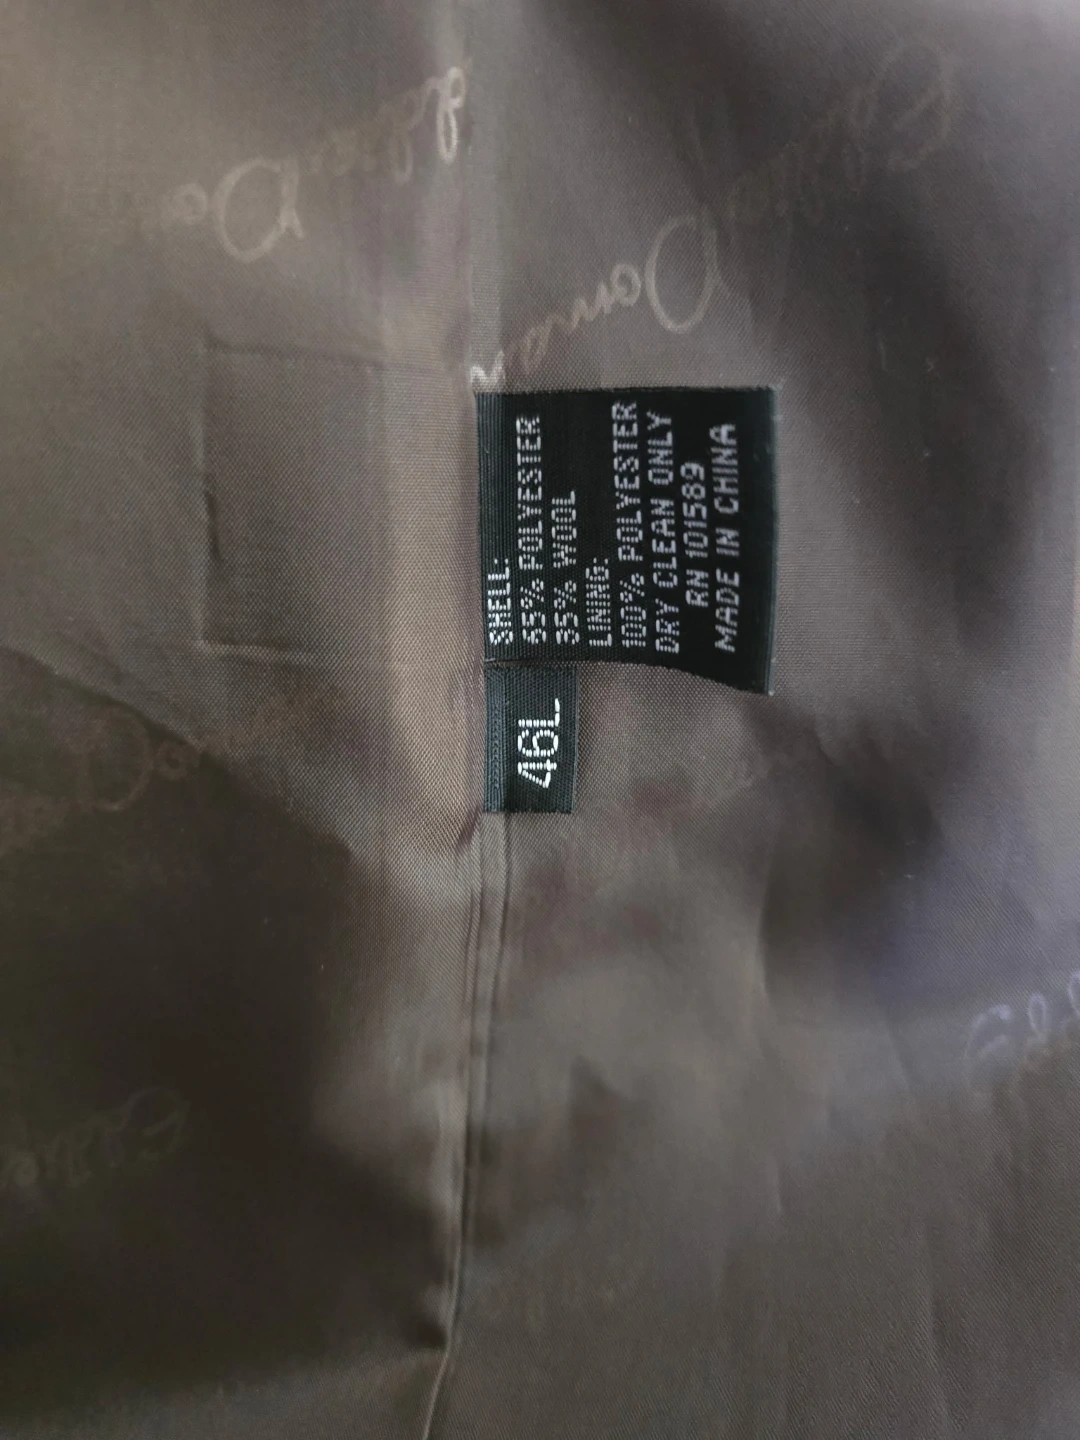 SHELL:
65% POLYESTER
35% WOOL
LINING:
100% POLYESTER
DRY CLEAN ONLY
RN 101589
MADE IN CHINA
46L